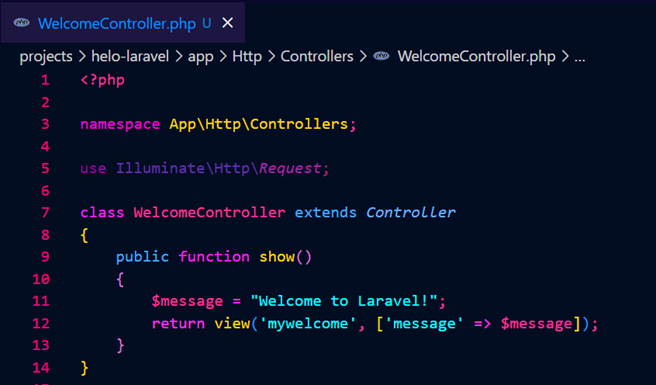 php WelcomeController.php U ×
projects > helo-laravel > app > Http > Controllers > php WelcomeController.php > ...
1 <?php
2
3 namespace App\Http\Controllers;
4
5 use Illuminate\Http\Request;
6
7 class WelcomeController extends Controller
8 {
9     public function show()
10     {
11         $message = "Welcome to Laravel!";
12         return view('mywelcome', ['message' => $message]);
13     }
14 }